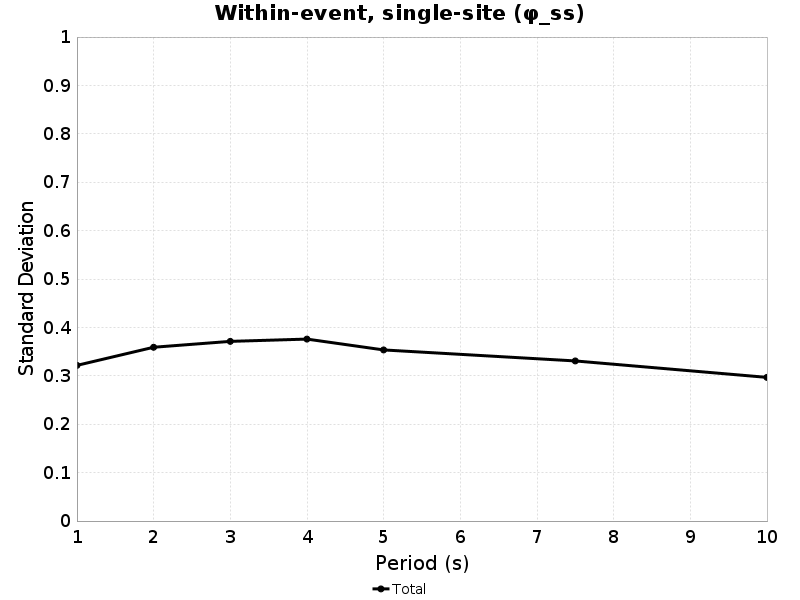 Within-event, single-site (φ_ss)
Standard Deviation
1
0.9
0.8
0.7
0.6
0.5
0.4
0.3
0.2
0.1
0
1 2 3 4 5 6 7 8 9 10
Period (s)
Total